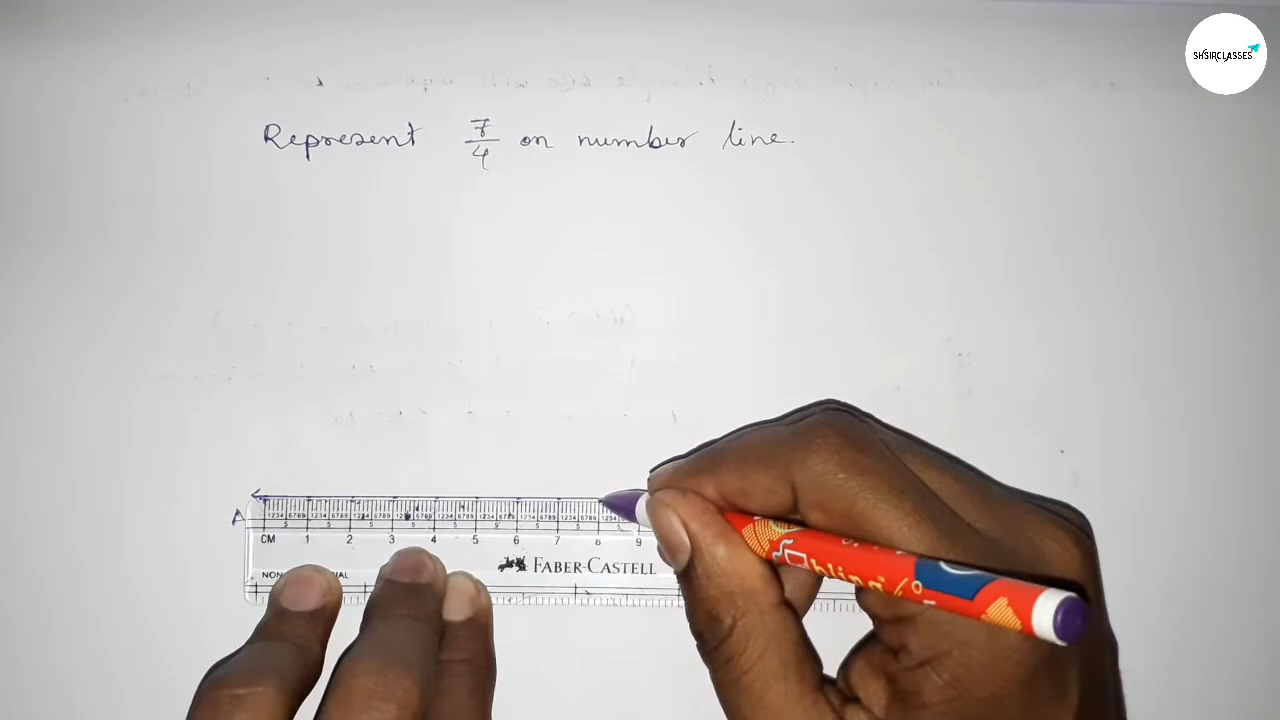 SHSIRCLASSES
Represent 7/4 on number line.
A
CM 1 2 3 4 5 6 7 8 9
FABER-CASTELL
bling